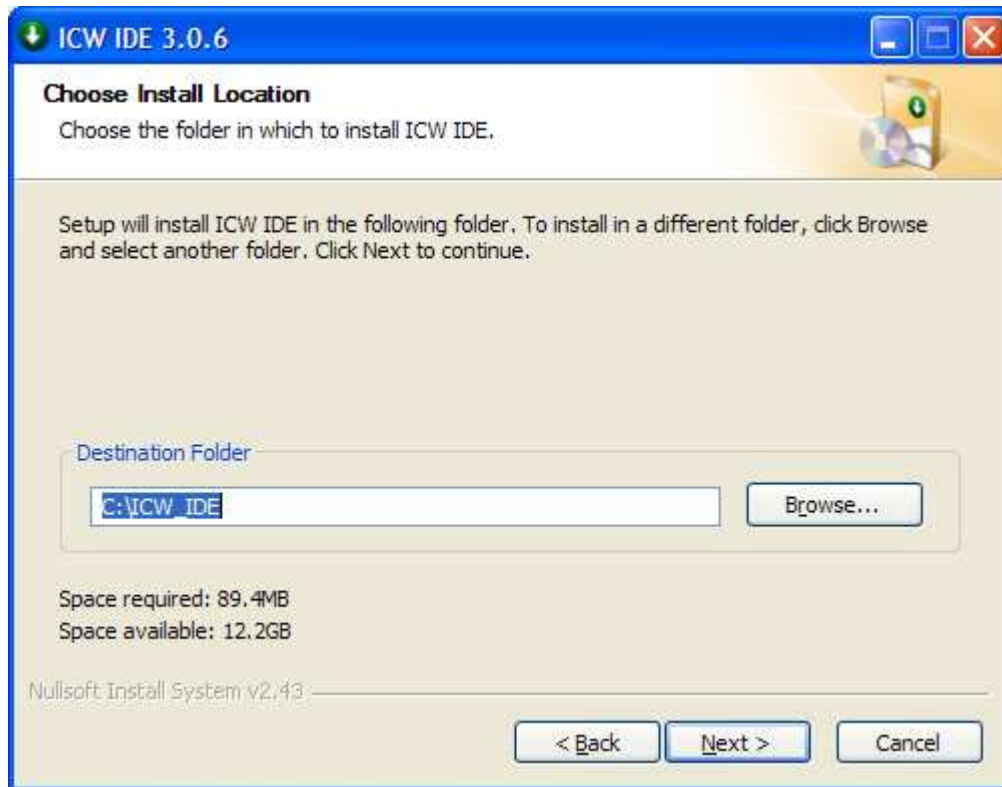 ICW IDE 3.0.6
Choose Install Location
Choose the folder in which to install ICW IDE.
Setup will install ICW IDE in the following folder. To install in a different folder, click Browse
and select another folder. Click Next to continue.
Destination Folder
C:\ICW_IDE
Browse...
Space required: 89.4MB
Space available: 12.2GB
Nullsoft Install System v2.43
< Back
Next >
Cancel